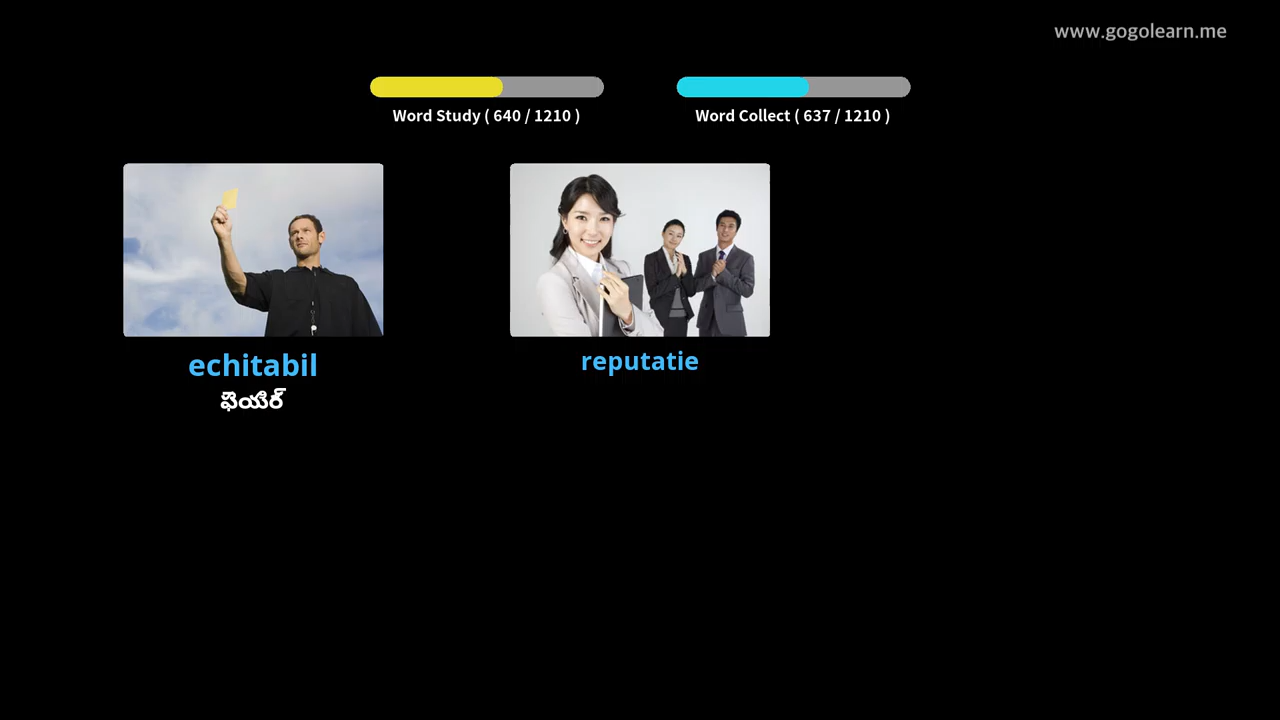 www.gogolearn.me
Word Study ( 640 / 1210 )
Word Collect ( 637 / 1210 )
echitabil
ఫెయిర్
reputatie